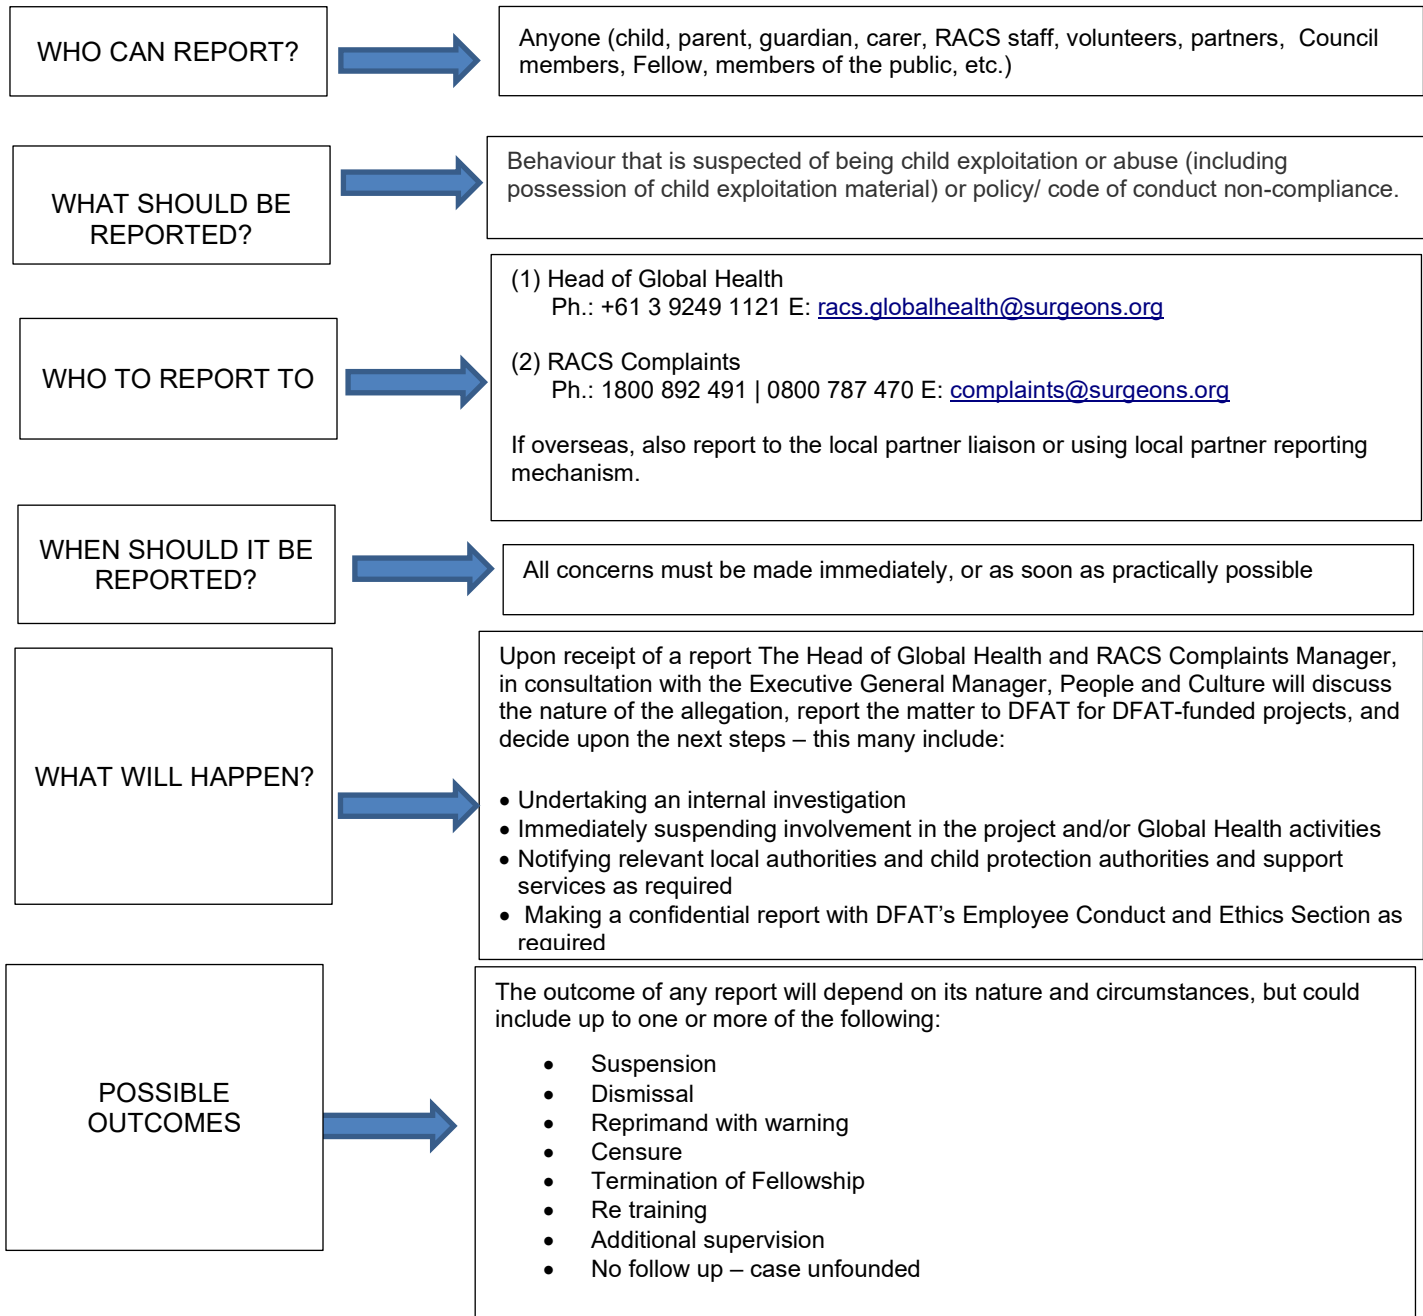 WHO CAN REPORT?
Anyone (child, parent, guardian, carer, RACS staff, volunteers, partners,  Council
members, Fellow, members of the public, etc.)
WHAT SHOULD BE
REPORTED?
Behaviour that is suspected of being child exploitation or abuse (including
possession of child exploitation material) or policy/ code of conduct non-compliance.
WHO TO REPORT TO
(1) Head of Global Health
Ph.: +61 3 9249 1121 E: racs.globalhealth@surgeons.org
(2) RACS Complaints
Ph.: 1800 892 491 | 0800 787 470 E: complaints@surgeons.org
If overseas, also report to the local partner liaison or using local partner reporting
mechanism.
WHEN SHOULD IT BE
REPORTED?
All concerns must be made immediately, or as soon as practically possible
WHAT WILL HAPPEN?
Upon receipt of a report The Head of Global Health and RACS Complaints Manager,
in consultation with the Executive General Manager, People and Culture will discuss
the nature of the allegation, report the matter to DFAT for DFAT-funded projects, and
decide upon the next steps – this many include:
• Undertaking an internal investigation
• Immediately suspending involvement in the project and/or Global Health activities
• Notifying relevant local authorities and child protection authorities and support
services as required
• Making a confidential report with DFAT's Employee Conduct and Ethics Section as
required
POSSIBLE
OUTCOMES
The outcome of any report will depend on its nature and circumstances, but could
include up to one or more of the following:
• Suspension
• Dismissal
• Reprimand with warning
• Censure
• Termination of Fellowship
• Re training
• Additional supervision
• No follow up – case unfounded